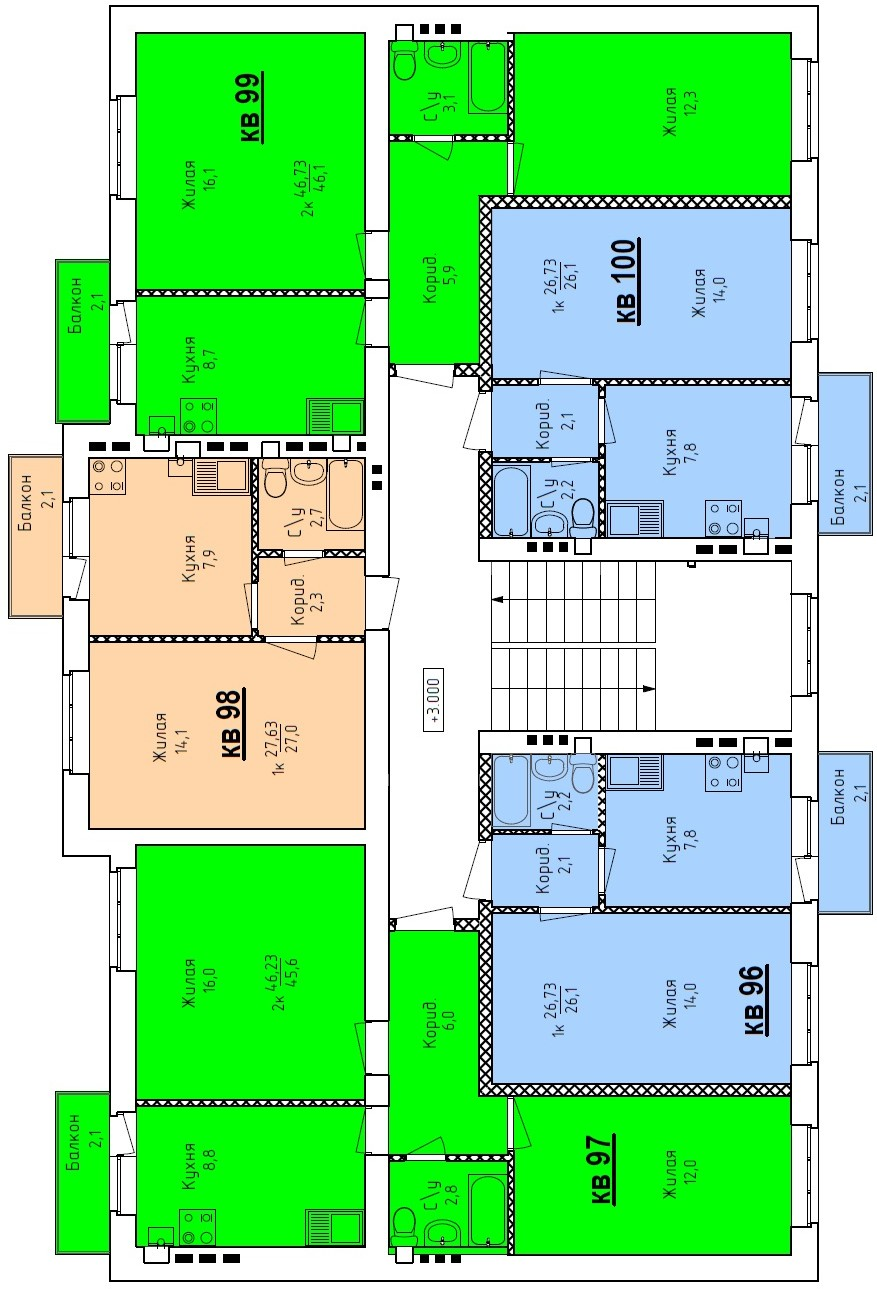 кв 99
Жилая
16,1
2к 46,73
46,1
С\у
3,1
Жилая
12,3
Балкон
2,1
Кухня
8,7
Корид.
5,9
кв 100
1к 26,73
26,1
Жилая
14,0
Корид.
2,1
С\у
2,2
Кухня
7,8
Балкон
2,1
Балкон
2,1
Кухня
7,9
С\у
2,7
Корид.
2,3
кв 98
Жилая
14,1
1к 27,63
27,0
+3.000
С\у
2,2
Корид.
2,1
Кухня
7,8
Балкон
2,1
кв 96
1к 26,73
26,1
Жилая
14,0
Жилая
16,0
2к 46,23
45,6
Корид.
6,0
Балкон
2,1
Кухня
8,8
С\у
2,8
кв 97
Жилая
12,0